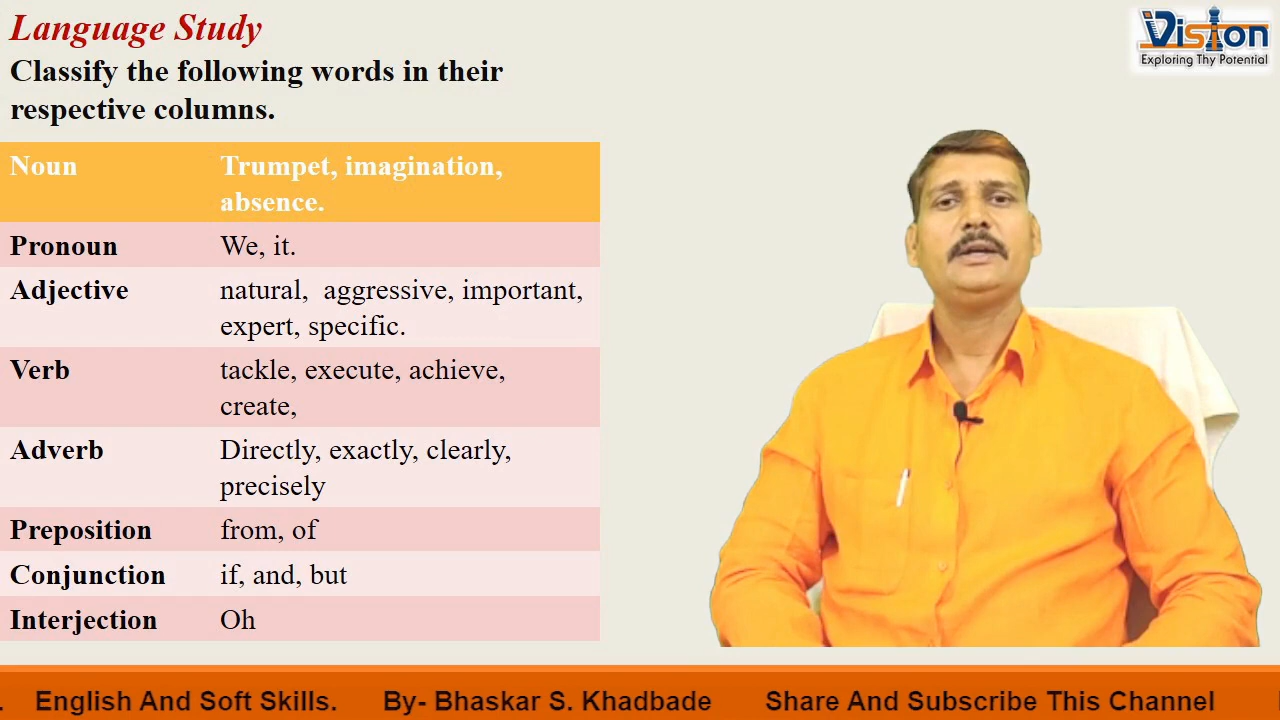 Language Study
Classify the following words in their
respective columns.
Noun Trumpet, imagination,
absence.
Pronoun We, it.
Adjective natural, aggressive, important,
expert, specific.
Verb tackle, execute, achieve,
create,
Adverb Directly, exactly, clearly,
precisely
Preposition from, of
Conjunction if, and, but
Interjection Oh
Vision
Exploring Thy Potential
. English And Soft Skills. By- Bhaskar S. Khadbade Share And Subscribe This Channel